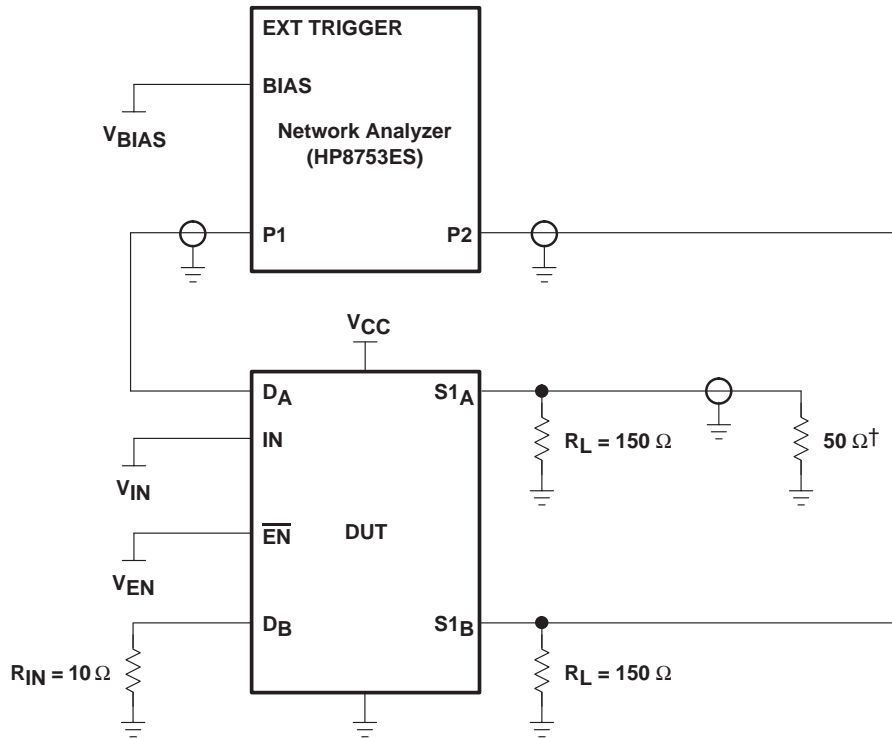 EXT TRIGGER
BIAS
VBIAS
Network Analyzer
(HP8753ES)
P1
P2
VCC
DA
S1A
IN
RL = 150 Ω
50 Ω†
VIN
EN
DUT
VEN
DB
S1B
RIN = 10 Ω
RL = 150 Ω